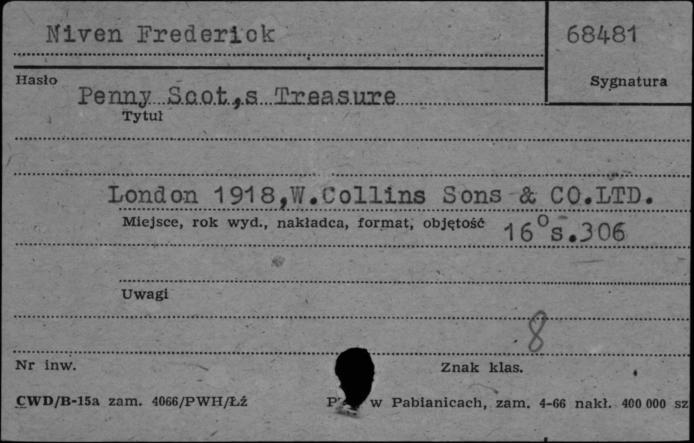 Niven Frederick
68481
Hasło
Sygnatura
Penny Scot,s Treasure
Tytuł
London 1918,W.Collins Sons & CO.LTD.
Miejsce, rok wyd., nakładca, format, objętość
16°s.306
Uwagi
8
Nr inw.
Znak klas.
CWD/B-15a zam. 4066/PWH/ŁŹ
w Pabianicach, zam. 4-66 nakł. 400 000 sz